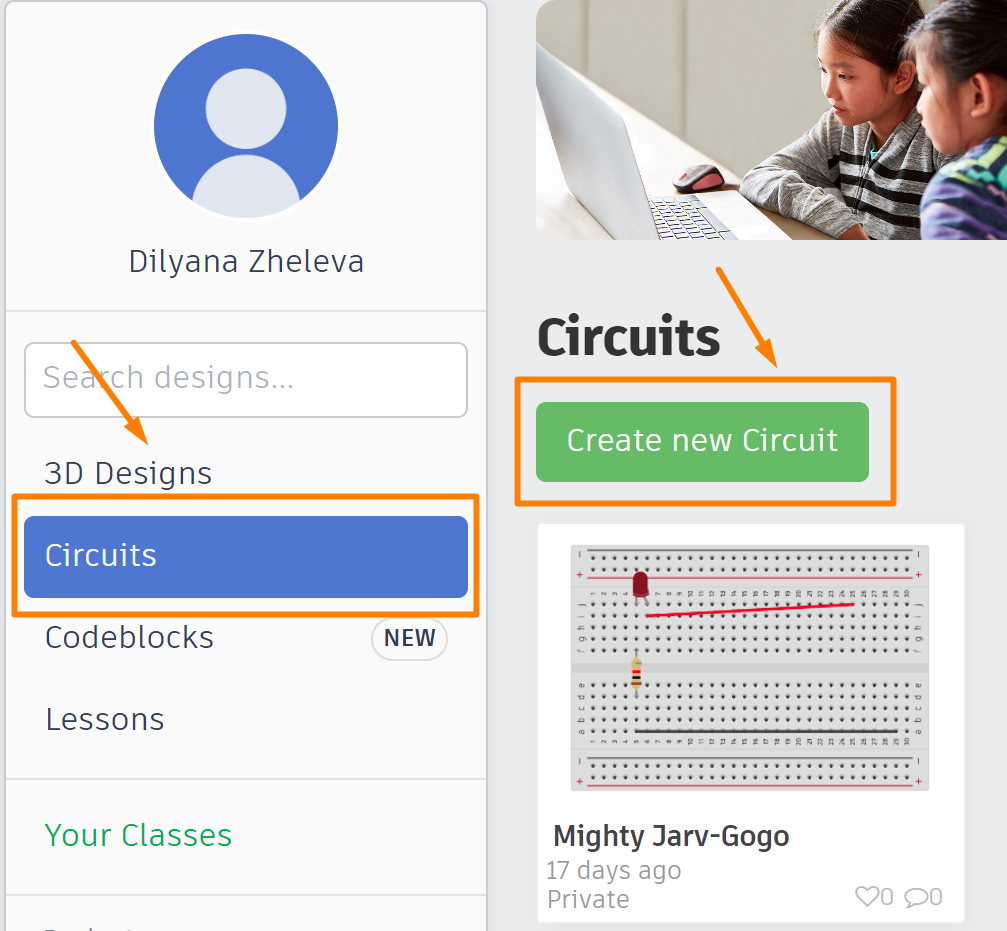 Dilyana Zheleva
Search designs...
3D Designs
Circuits
Codeblocks NEW
Lessons
Your Classes
Circuits
Create new Circuit
Mighty Jarv-Gogo
17 days ago
Private
0 0